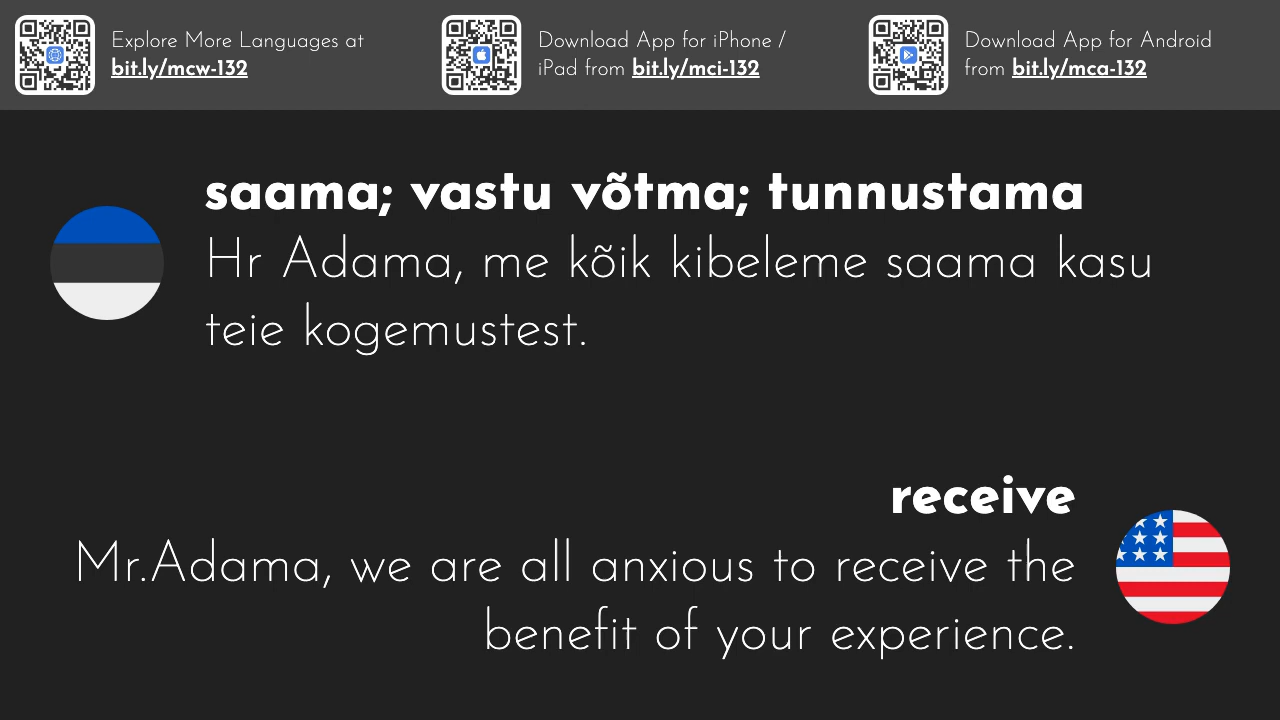 Explore More Languages at
bit.ly/mcw-132
Download App for iPhone /
iPad from bit.ly/mci-132
Download App for Android
from bit.ly/mca-132
saama; vastu võtma; tunnustama
Hr Adama, me kõik kibeleme saama kasu
teie kogemustest.
receive
Mr.Adama, we are all anxious to receive the
benefit of your experience.